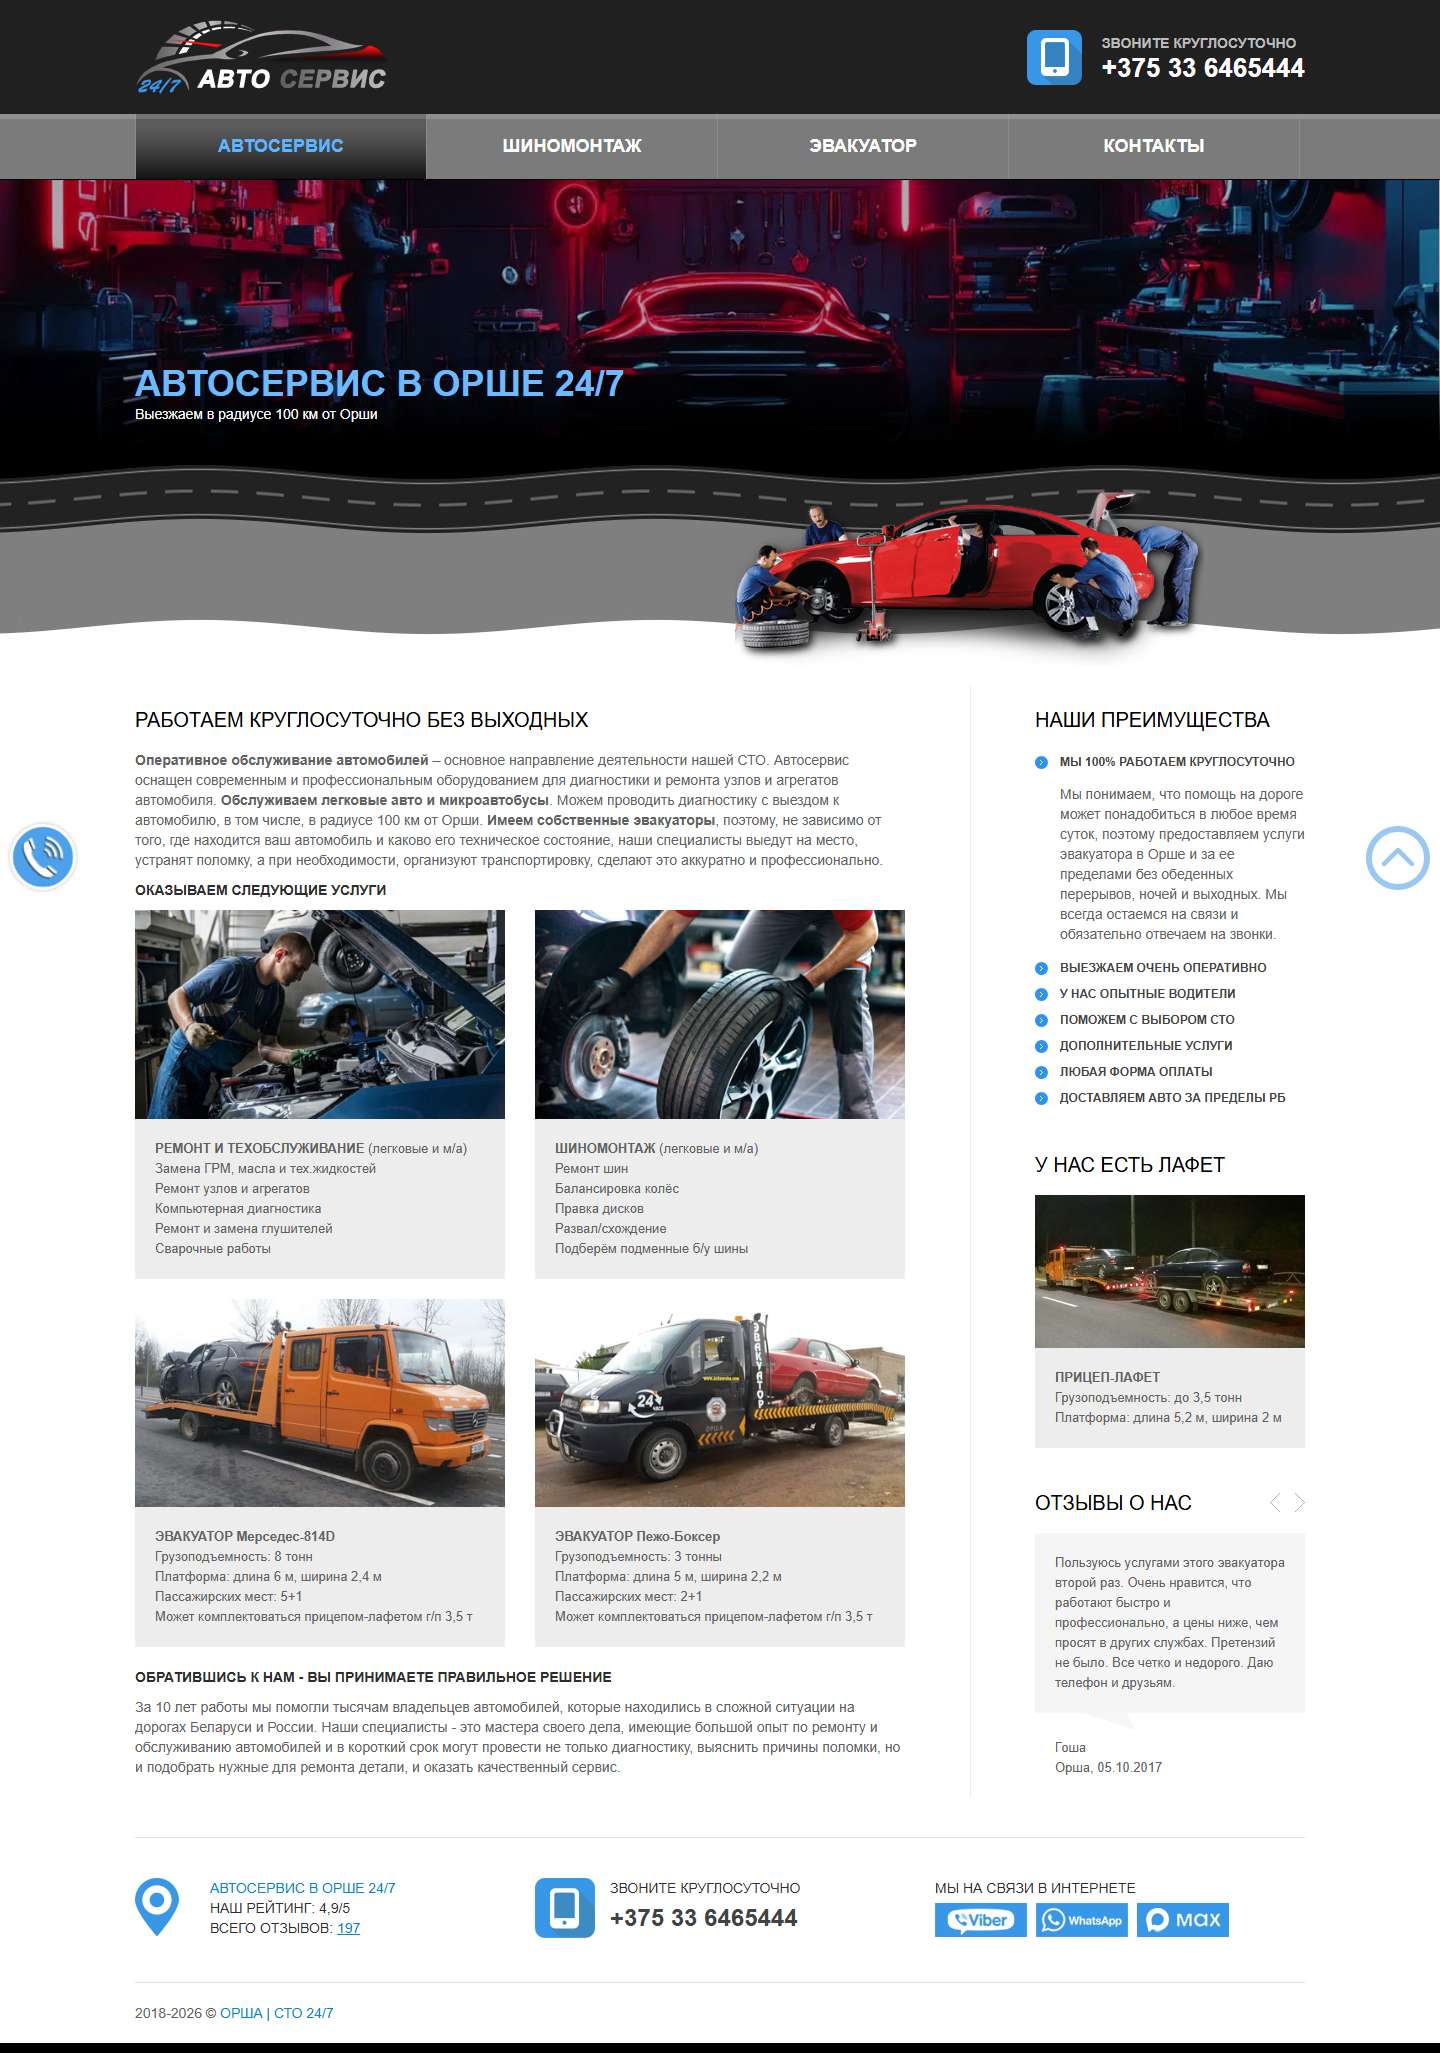 24/7 АВТО СЕРВИС
ЗВОНИТЕ КРУГЛОСУТОЧНО
+375 33 6465444
АВТОСЕРВИС
ШИНОМОНТАЖ
ЭВАКУАТОР
КОНТАКТЫ
АВТОСЕРВИС В ОРШЕ 24/7
Выезжаем в радиусе 100 км от Орши
РАБОТАЕМ КРУГЛОСУТОЧНО БЕЗ ВЫХОДНЫХ
Оперативное обслуживание автомобилей – основное направление деятельности нашей СТО. Автосервис
оснащен современным и профессиональным оборудованием для диагностики и ремонта узлов и агрегатов
автомобиля. Обслуживаем легковые авто и микроавтобусы. Можем проводить диагностику с выездом к
автомобилю, в том числе, в радиусе 100 км от Орши. Имеем собственные эвакуаторы, поэтому, не зависимо от
того, где находится ваш автомобиль и каково его техническое состояние, наши специалисты выедут на место,
устранят поломку, а при необходимости, организуют транспортировку, сделают это аккуратно и профессионально.
ОКАЗЫВАЕМ СЛЕДУЮЩИЕ УСЛУГИ
РЕМОНТ И ТЕХОБСЛУЖИВАНИЕ (легковые и м/а)
Замена ГРМ, масла и тех.жидкостей
Ремонт узлов и агрегатов
Компьютерная диагностика
Ремонт и замена глушителей
Сварочные работы
ШИНОМОНТАЖ (легковые и м/а)
Ремонт шин
Балансировка колёс
Правка дисков
Развал/схождение
Подберём подменные б/у шины
ЭВАКУАТОР
24
ЧАСА
ОРША
ЭВАКУАТОР Мерседес-814D
Грузоподъемность: 8 тонн
Платформа: длина 6 м, ширина 2,4 м
Пассажирских мест: 5+1
Может комплектоваться прицепом-лафетом г/п 3,5 т
ЭВАКУАТОР Пежо-Боксер
Грузоподъемность: 3 тонны
Платформа: длина 5 м, ширина 2,2 м
Пассажирских мест: 2+1
Может комплектоваться прицепом-лафетом г/п 3,5 т
ОБРАТИВШИСЬ К НАМ - ВЫ ПРИНИМАЕТЕ ПРАВИЛЬНОЕ РЕШЕНИЕ
За 10 лет работы мы помогли тысячам владельцев автомобилей, которые находились в сложной ситуации на
дорогах Беларуси и России. Наши специалисты - это мастера своего дела, имеющие большой опыт по ремонту и
обслуживанию автомобилей и в короткий срок могут провести не только диагностику, выяснить причины поломки, но
и подобрать нужные для ремонта детали, и оказать качественный сервис.
НАШИ ПРЕИМУЩЕСТВА
МЫ 100% РАБОТАЕМ КРУГЛОСУТОЧНО
Мы понимаем, что помощь на дороге
может понадобиться в любое время
суток, поэтому предоставляем услуги
эвакуатора в Орше и за ее
пределами без обеденных
перерывов, ночей и выходных. Мы
всегда остаемся на связи и
обязательно отвечаем на звонки.
ВЫЕЗЖАЕМ ОЧЕНЬ ОПЕРАТИВНО
У НАС ОПЫТНЫЕ ВОДИТЕЛИ
ПОМОЖЕМ С ВЫБОРОМ СТО
ДОПОЛНИТЕЛЬНЫЕ УСЛУГИ
ЛЮБАЯ ФОРМА ОПЛАТЫ
ДОСТАВЛЯЕМ АВТО ЗА ПРЕДЕЛЫ РБ
У НАС ЕСТЬ ЛАФЕТ
ПРИЦЕП-ЛАФЕТ
Грузоподъемность: до 3,5 тонн
Платформа: длина 5,2 м, ширина 2 м
ОТЗЫВЫ О НАС
Пользуюсь услугами этого эвакуатора
второй раз. Очень нравится, что
работают быстро и
профессионально, а цены ниже, чем
просят в других службах. Претензий
не было. Все четко и недорого. Даю
телефон и друзьям.
Гоша
Орша, 05.10.2017
АВТОСЕРВИС В ОРШЕ 24/7
НАШ РЕЙТИНГ: 4,9/5
ВСЕГО ОТЗЫВОВ: 197
ЗВОНИТЕ КРУГЛОСУТОЧНО
+375 33 6465444
МЫ НА СВЯЗИ В ИНТЕРНЕТЕ
Viber
WhatsApp
MAX
2018-2026 © ОРША | СТО 24/7